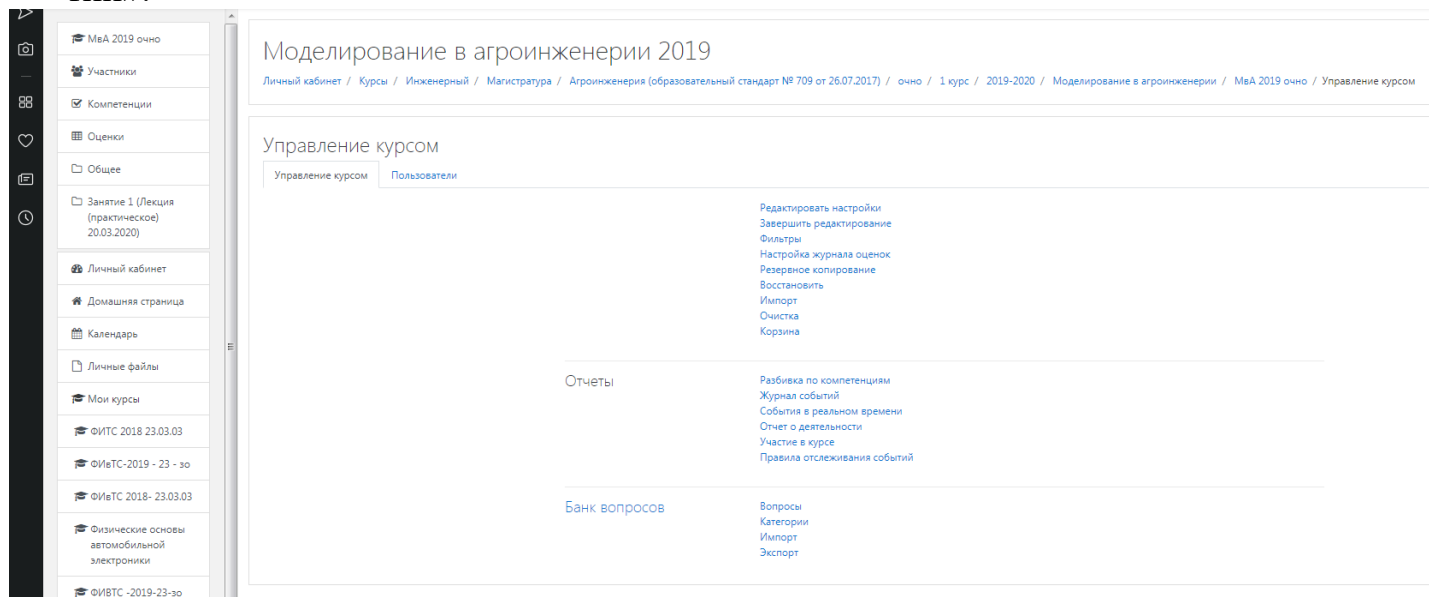 МвА 2019 очно
Участники
Компетенции
Оценки
Общее
Занятие 1 (Лекция
(практическое)
20.03.2020)
Личный кабинет
Домашняя страница
Календарь
Личные файлы
Мои курсы
ФИТС 2018 23.03.03
ФИвТС-2019 - 23 - зо
ФИвТС 2018- 23.03.03
Физические основы
автомобильной
электроники
ФИВТС -2019-23-зо
Моделирование в агроинженерии 2019
Личный кабинет / Курсы / Инженерный / Магистратура / Агроинженерия (образовательный стандарт № 709 от 26.07.2017) / очно / 1 курс / 2019-2020 / Моделирование в агроинженерии / МвА 2019 очно / Управление курсом
Управление курсом
Управление курсом Пользователи
Редактировать настройки
Завершить редактирование
Фильтры
Настройка журнала оценок
Резервное копирование
Восстановить
Импорт
Очистка
Корзина
Отчеты
Разбивка по компетенциям
Журнал событий
События в реальном времени
Отчет о деятельности
Участие в курсе
Правила отслеживания событий
Банк вопросов
Вопросы
Категории
Импорт
Экспорт